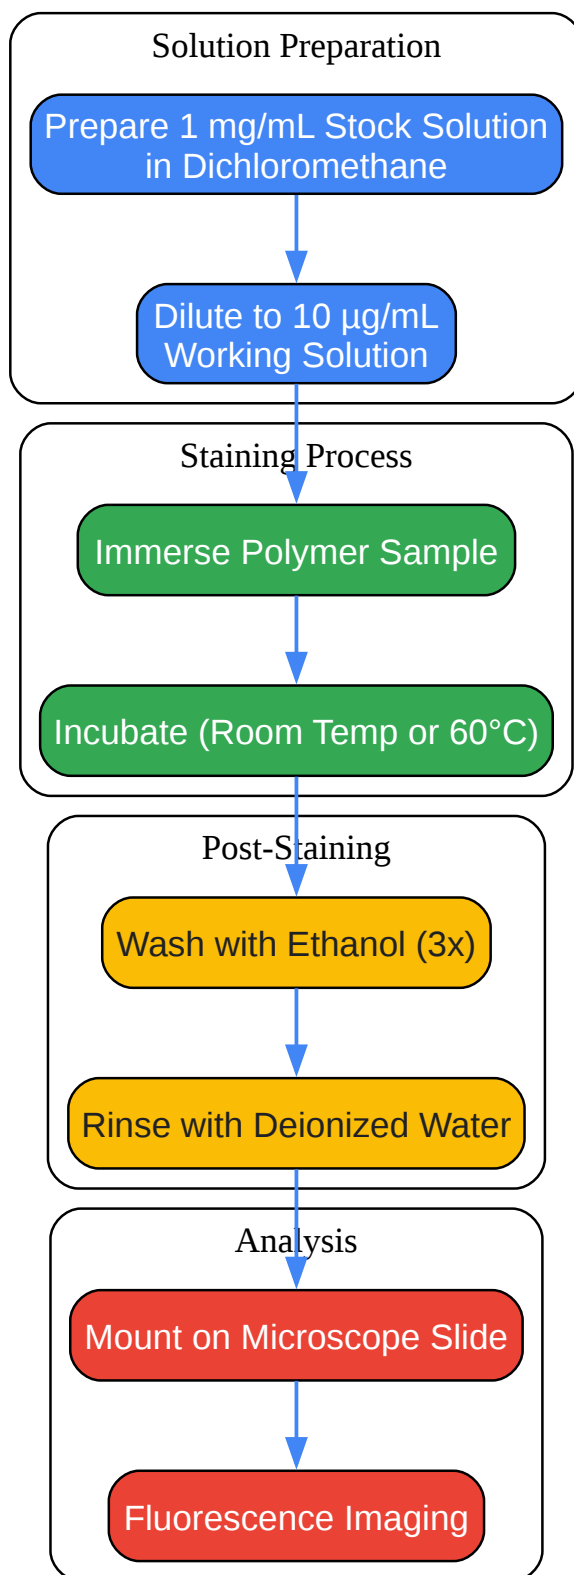 Solution Preparation
Prepare 1 mg/mL Stock Solution
in Dichloromethane
Dilute to 10 µg/mL
Working Solution
Staining Process
Immerse Polymer Sample
Incubate (Room Temp or 60°C)
Post-Staining
Wash with Ethanol (3x)
Rinse with Deionized Water
Analysis
Mount on Microscope Slide
Fluorescence Imaging